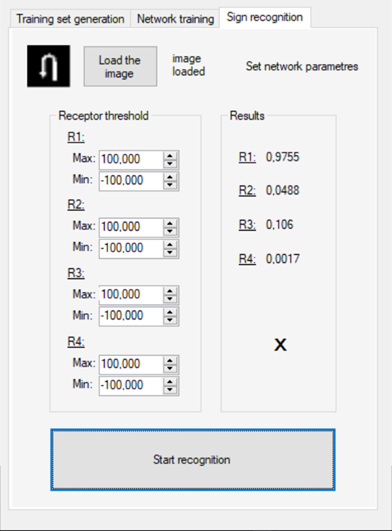 Training set generation Network training Sign recognition
Load the image
image loaded
Set network parametres
Receptor threshold
R1:
Max: 100,000
Min: -100,000
R2:
Max: 100,000
Min: -100,000
R3:
Max: 100,000
Min: -100,000
R4:
Max: 100,000
Min: -100,000
Results
R1: 0,9755
R2: 0,0488
R3: 0,106
R4: 0,0017
X
Start recognition